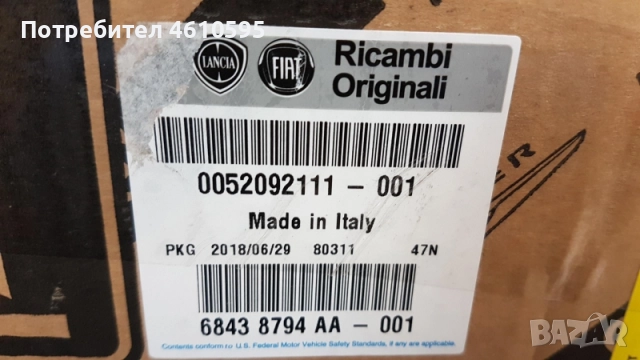 Потребител 4610595
LANCIA
FIAT
Ricambi
Originali
0052092111 - 001
Made in Italy
PKG 2018/06/29 80311 47N
6843 8794 AA - 001
Contents conform to U.S. Federal Motor Vehicle Safety Standards, if any are applicable.
BAZAR